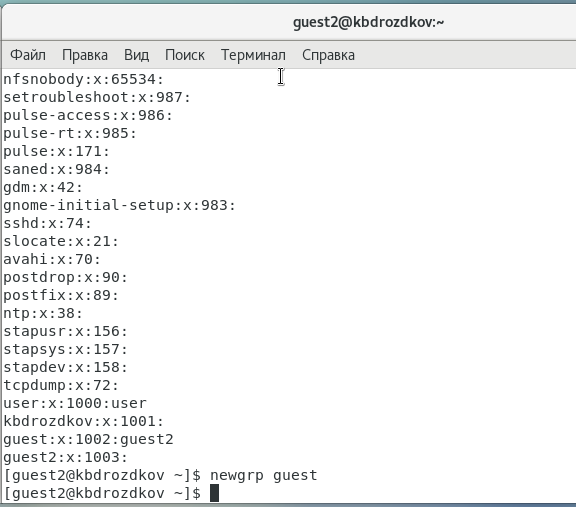 guest2@kbdrozdkov:~
Файл Правка Вид Поиск Терминал Справка
nfsnobody:x:65534:
setroubleshoot:x:987:
pulse-access:x:986:
pulse-rt:x:985:
pulse:x:171:
saned:x:984:
gdm:x:42:
gnome-initial-setup:x:983:
sshd:x:74:
slocate:x:21:
avahi:x:70:
postdrop:x:90:
postfix:x:89:
ntp:x:38:
stapusr:x:156:
stapsys:x:157:
stapdev:x:158:
tcpdump:x:72:
user:x:1000:user
kbdrozdkov:x:1001:
guest:x:1002:guest2
guest2:x:1003:
[guest2@kbdrozdkov ~]$ newgrp guest
[guest2@kbdrozdkov ~]$